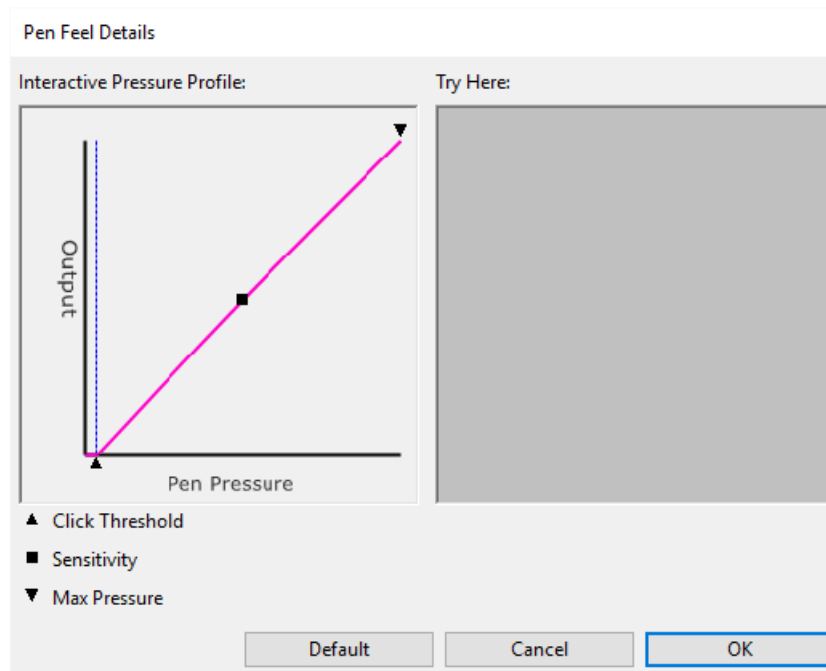 Pen Feel Details
Interactive Pressure Profile:
Try Here:
Output
Pen Pressure
Click Threshold
Sensitivity
Max Pressure
Default
Cancel
OK